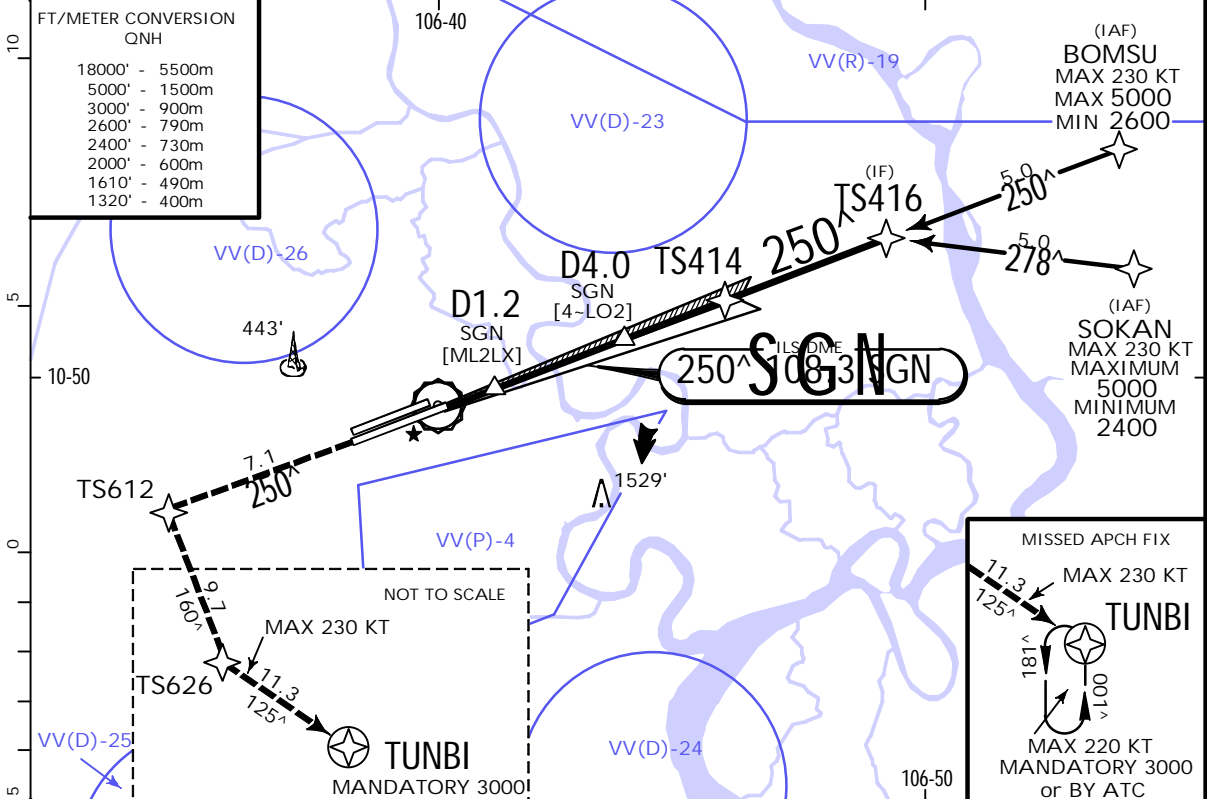 FT/METER CONVERSION
QNH
18000' - 5500m
5000' - 1500m
3000' - 900m
2600' - 790m
2400' - 730m
2000' - 600m
1610' - 490m
1320' - 400m
10
106-40
VV(R)-19
(IAF)
BOMSU
MAX 230 KT
MAX 5000
MIN 2600
VV(D)-23
5.0
250^
(IF)
TS416
VV(D)-26
250^
5.0
278^
TS414
D4.0
SGN
[4~LO2]
D1.2
SGN
[ML2LX]
5
443'
(IAF)
SOKAN
MAX 230 KT
MAXIMUM
5000
MINIMUM
2400
ILS DME
250^ 108.3 SGN
SGN
10-50
7.1
250^
TS612
1529'
VV(P)-4
0
NOT TO SCALE
9.7
160^
MAX 230 KT
TS626
11.3
125^
VV(D)-25
TUNBI
MANDATORY 3000
VV(D)-24
106-50
5
MISSED APCH FIX
11.3
125^
MAX 230 KT
TUNBI
181^
001^
MAX 220 KT
MANDATORY 3000
or BY ATC